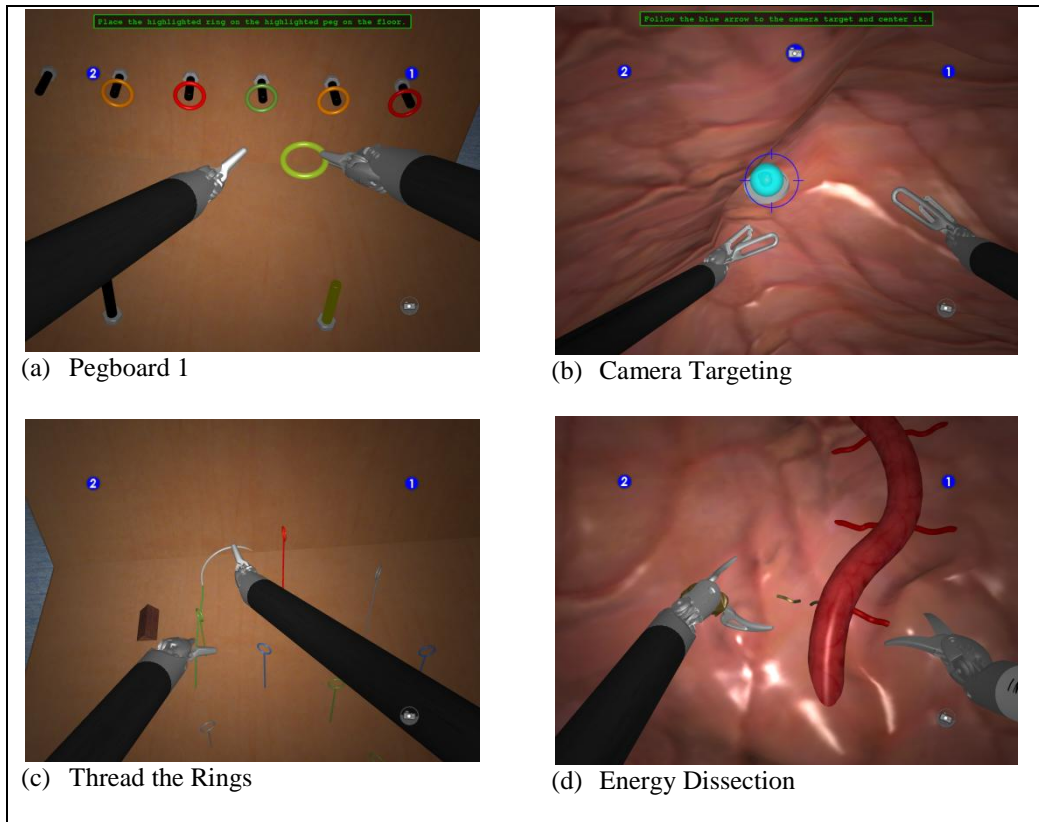 Place the highlighted ring on the highlighted peg on the floor.
2
1
(a) Pegboard 1
Follow the blue arrow to the camera target and center it.
2
1
(b) Camera Targeting
2
1
(c) Thread the Rings
2
1
(d) Energy Dissection